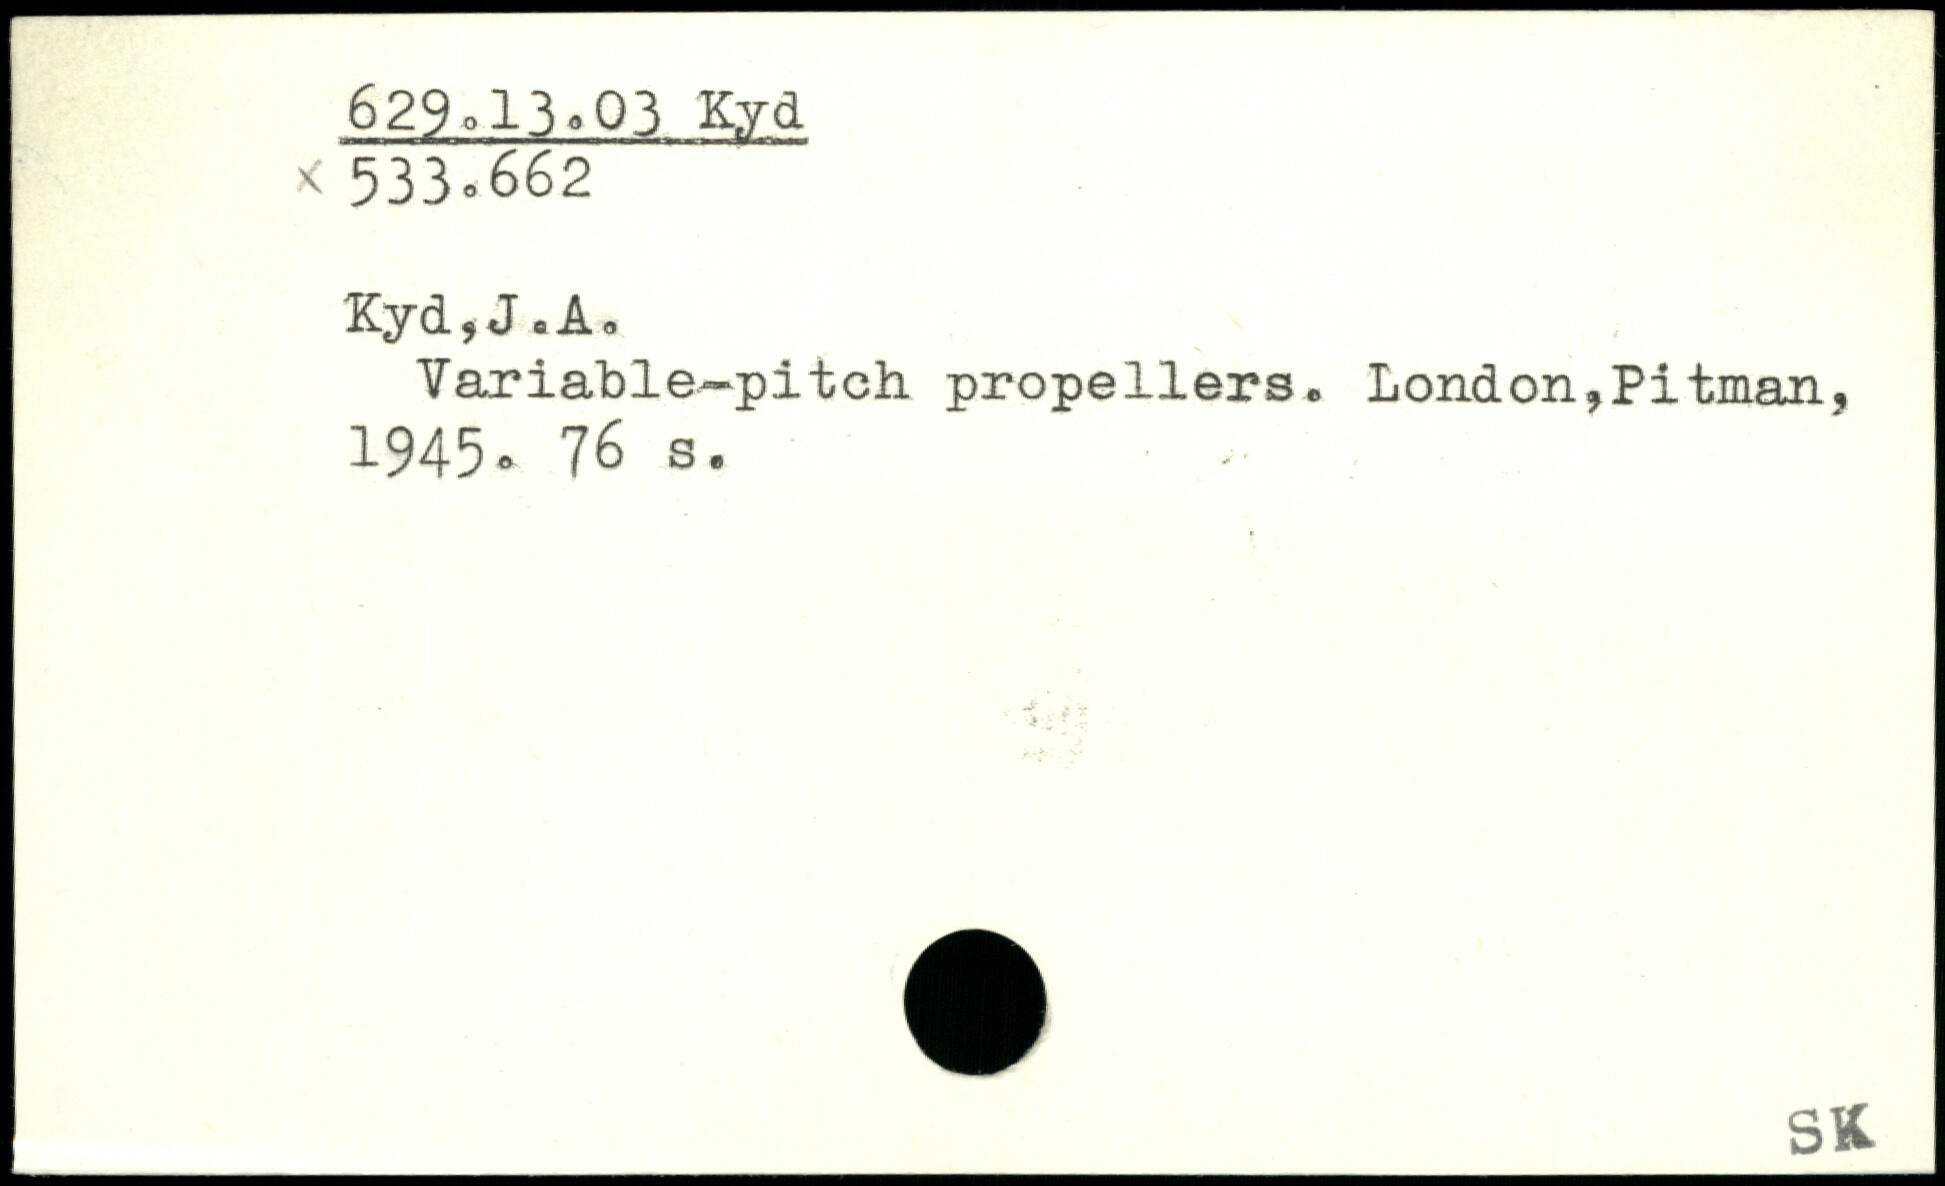 629.13.03 Kyd
x 533.662
Kyd,J.A.
Variable-pitch propellers. London,Pitman,
1945. 76 s.
SK